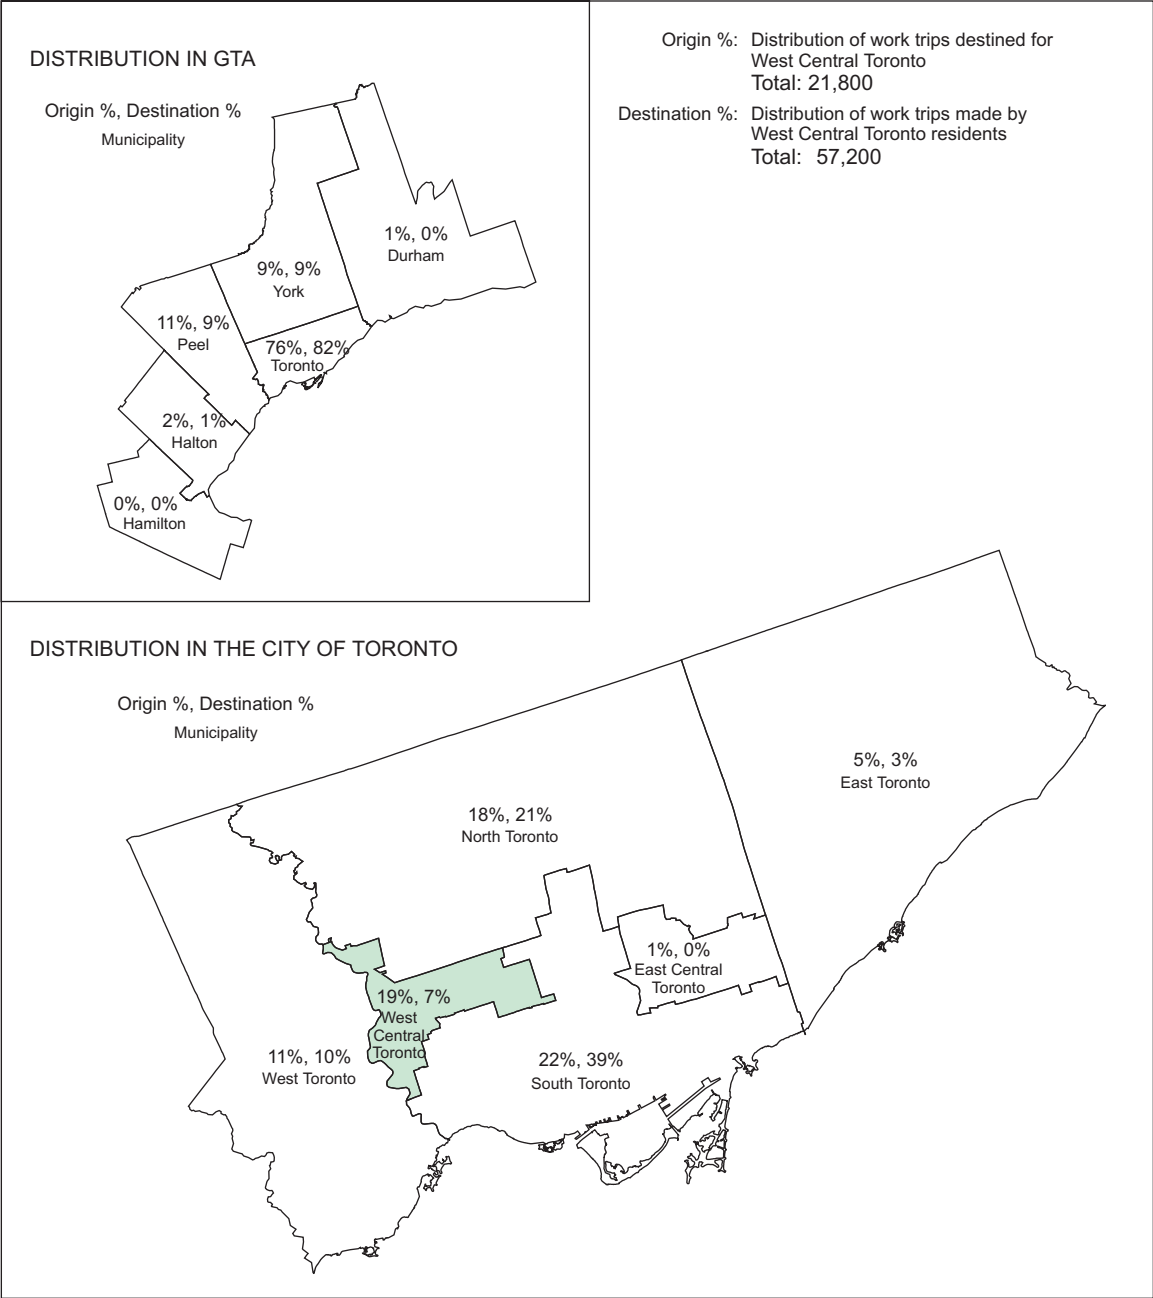 DISTRIBUTION IN GTA
Origin %, Destination %
Municipality
Origin %: Distribution of work trips destined for
West Central Toronto
Total: 21,800
Destination %: Distribution of work trips made by
West Central Toronto residents
Total: 57,200
1%, 0%
Durham
9%, 9%
York
11%, 9%
Peel
76%, 82%
Toronto
2%, 1%
Halton
0%, 0%
Hamilton
DISTRIBUTION IN THE CITY OF TORONTO
Origin %, Destination %
Municipality
5%, 3%
East Toronto
18%, 21%
North Toronto
1%, 0%
East Central
Toronto
19%, 7%
West
Central
Toronto
11%, 10%
West Toronto
22%, 39%
South Toronto